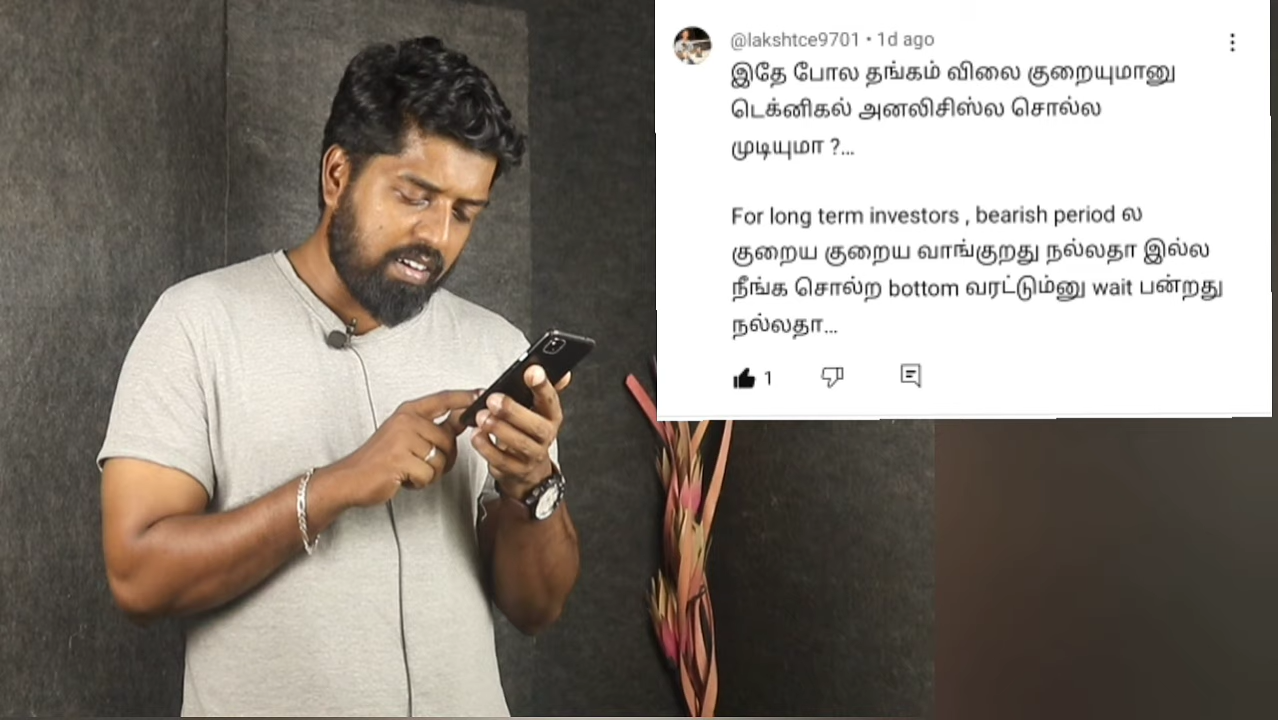 @lakshtce9701 • 1d ago
இதே போல தங்கம் விலை குறையுமானு
டெக்னிகல் அனலிசிஸ்ல சொல்ல
முடியுமா ?...
For long term investors , bearish period ல
குறைய குறைய வாங்குறது நல்லதா இல்ல
நீங்க சொல்ற bottom வரட்டும்னு wait பன்றது
நல்லதா...
1